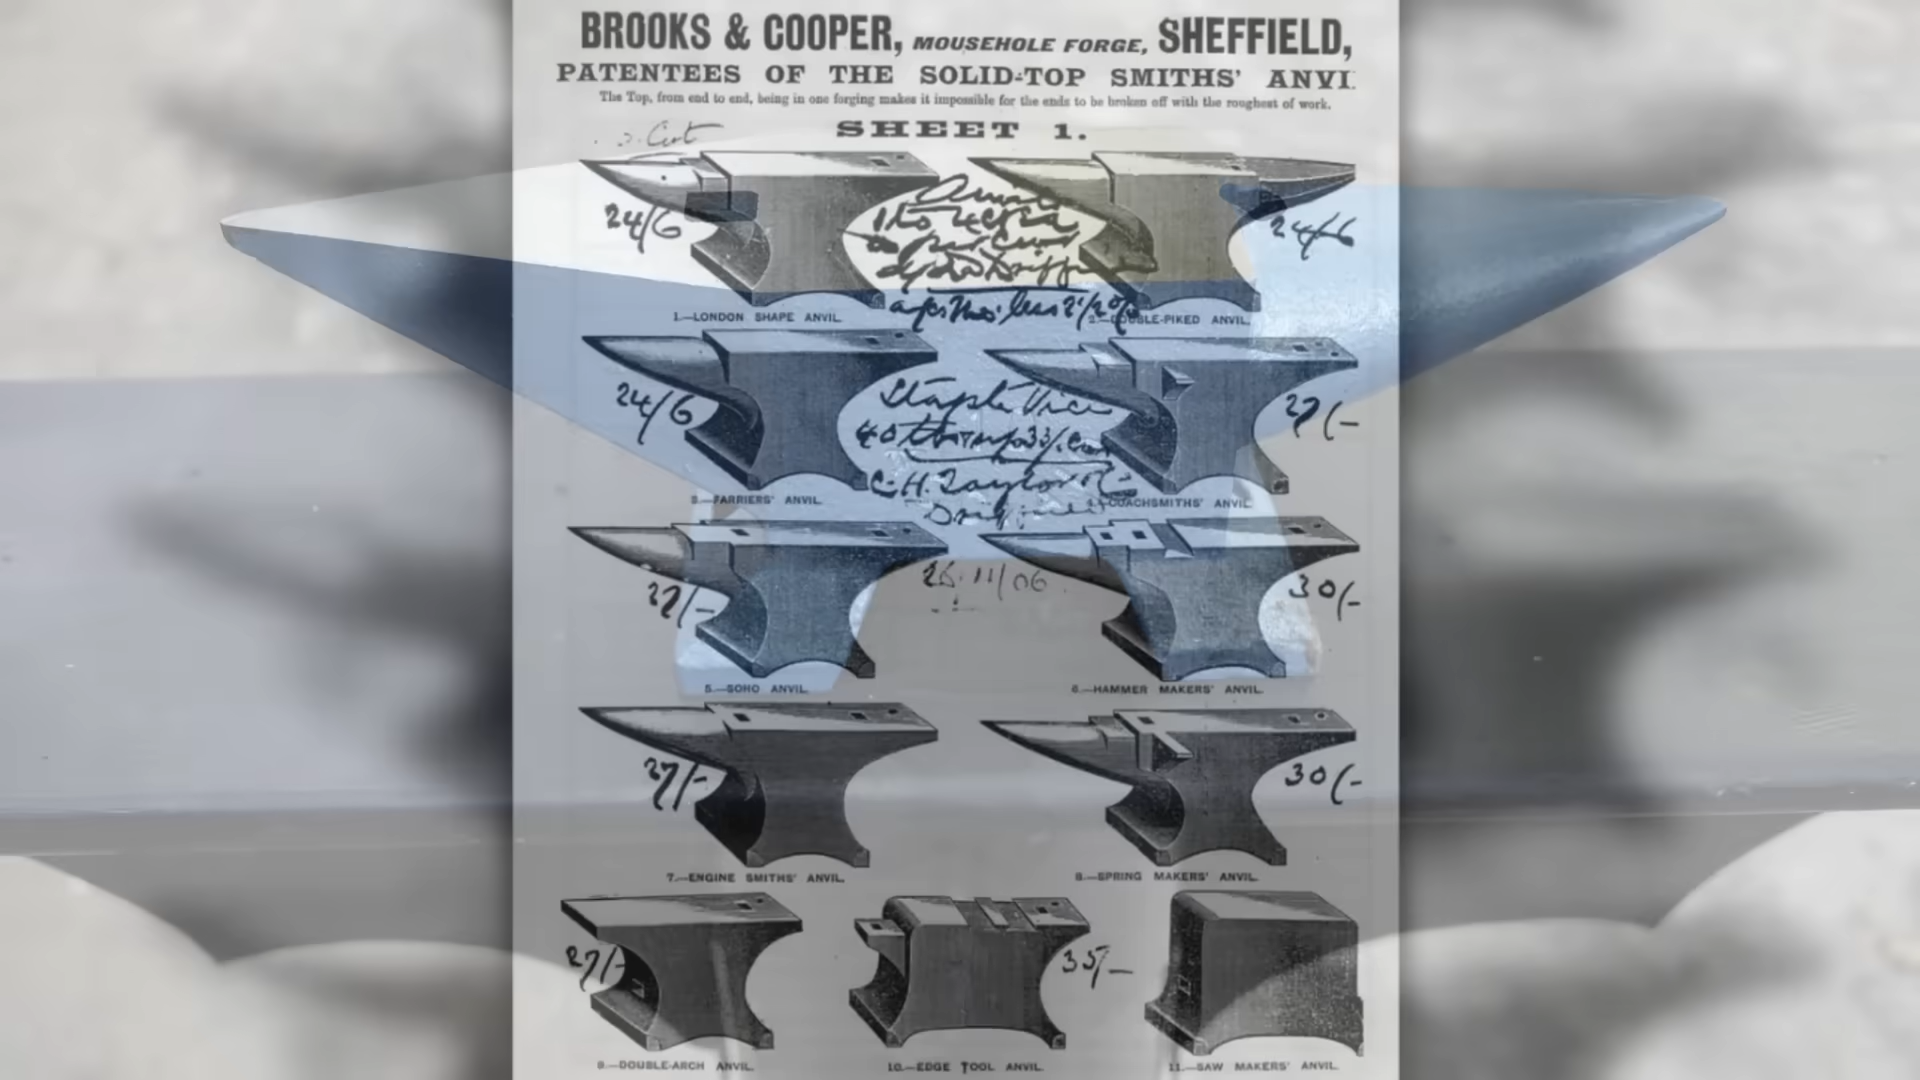 BROOKS & COOPER, MOUSEHOLE FORGE, SHEFFIELD,
PATENTEES OF THE SOLID-TOP SMITHS' ANVI
The Top, from end to end, being in one forging makes it impossible for the ends to be broken off with the roughest of work.
SHEET 1.
24/6
24/6
1.—LONDON SHAPE ANVIL.
2.—DOUBLE-PIKED ANVIL.
24/6
Staple Vice
27/-
C. H. Taylor
3.—FARRIERS' ANVIL.
4.—COACHSMITHS' ANVIL
27/-
26/11/06
30/-
5.—SOHO ANVIL.
6.—HAMMER MAKERS' ANVIL.
27/-
30/-
7.—ENGINE SMITHS' ANVIL.
8.—SPRING MAKERS' ANVIL.
27/-
35/-
9.—DOUBLE-ARCH ANVIL.
10.—EDGE TOOL ANVIL.
11.—SAW MAKERS' ANVIL.